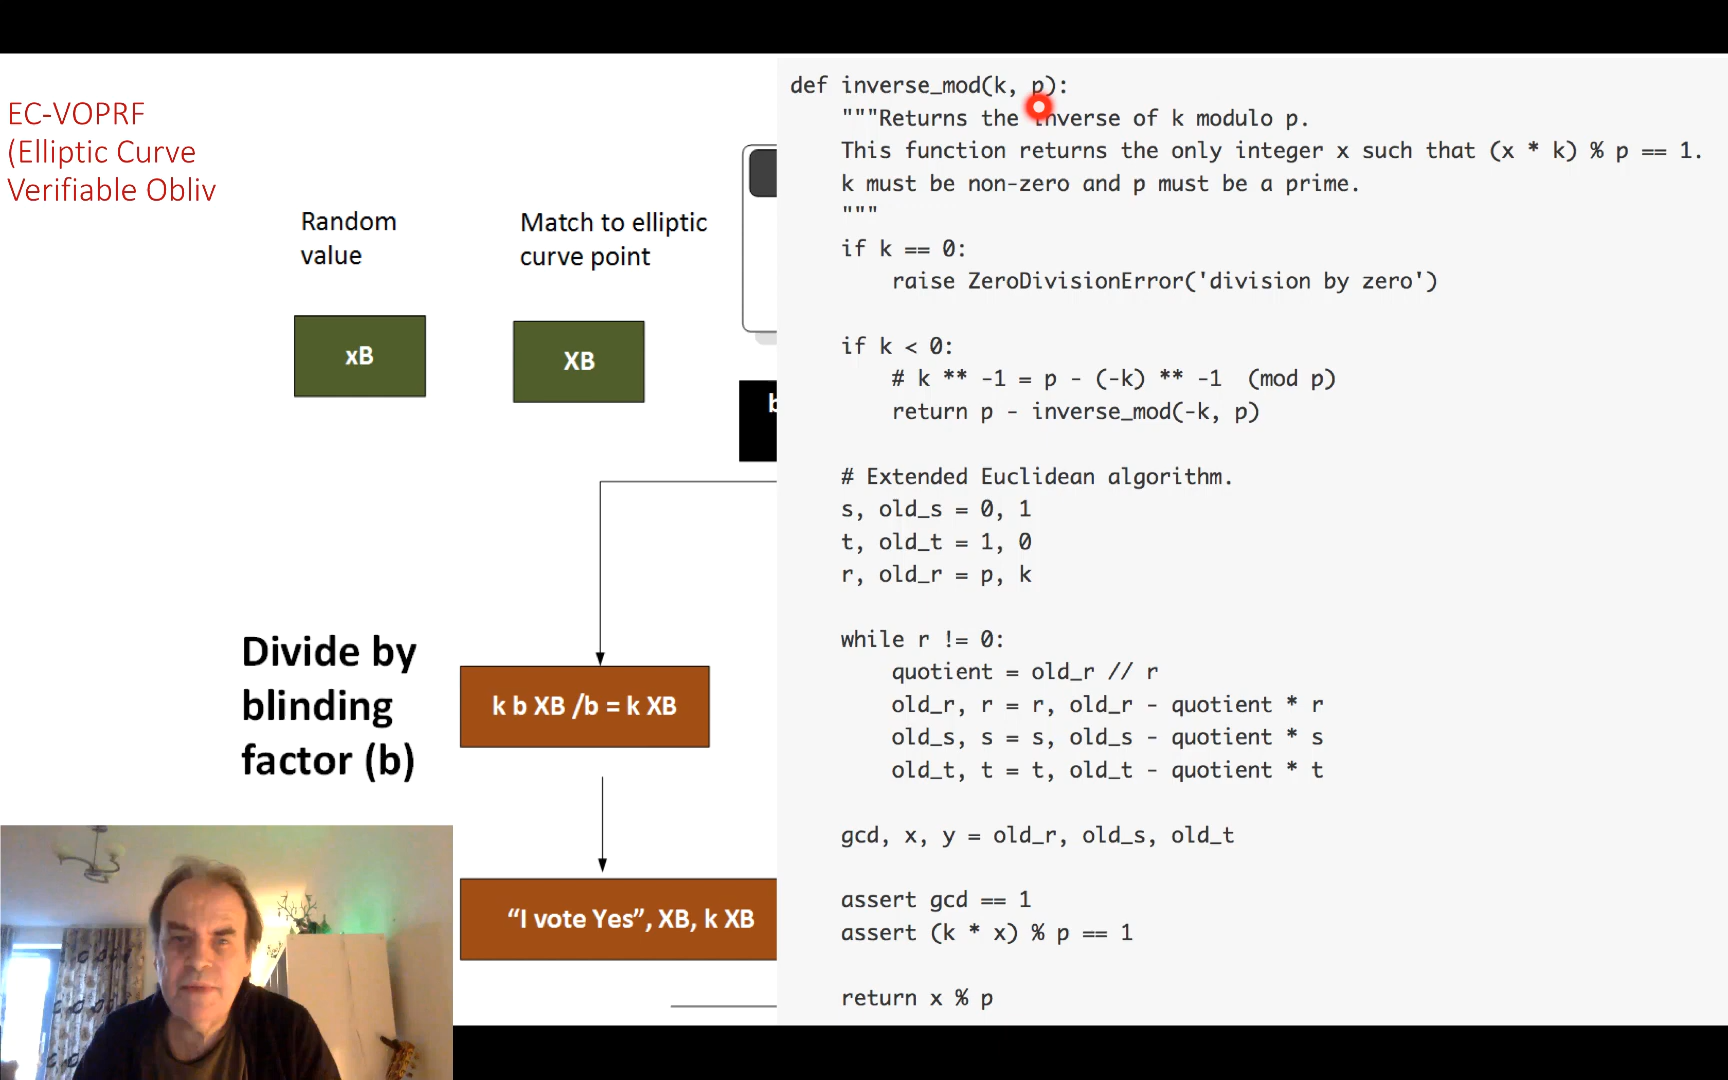 EC-VOPRF
(Elliptic Curve
Verifiable Obliv
Random
value
Match to elliptic
curve point
xB
XB
b
Divide by
blinding
factor (b)
k b XB /b = k XB
“I vote Yes”, XB, k XB
def inverse_mod(k, p):
"""Returns the inverse of k modulo p.
This function returns the only integer x such that (x * k) % p == 1.
k must be non-zero and p must be a prime.
"""
if k == 0:
raise ZeroDivisionError('division by zero')
if k < 0:
# k ** -1 = p - (-k) ** -1  (mod p)
return p - inverse_mod(-k, p)
# Extended Euclidean algorithm.
s, old_s = 0, 1
t, old_t = 1, 0
r, old_r = p, k
while r != 0:
quotient = old_r // r
old_r, r = r, old_r - quotient * r
old_s, s = s, old_s - quotient * s
old_t, t = t, old_t - quotient * t
gcd, x, y = old_r, old_s, old_t
assert gcd == 1
assert (k * x) % p == 1
return x % p